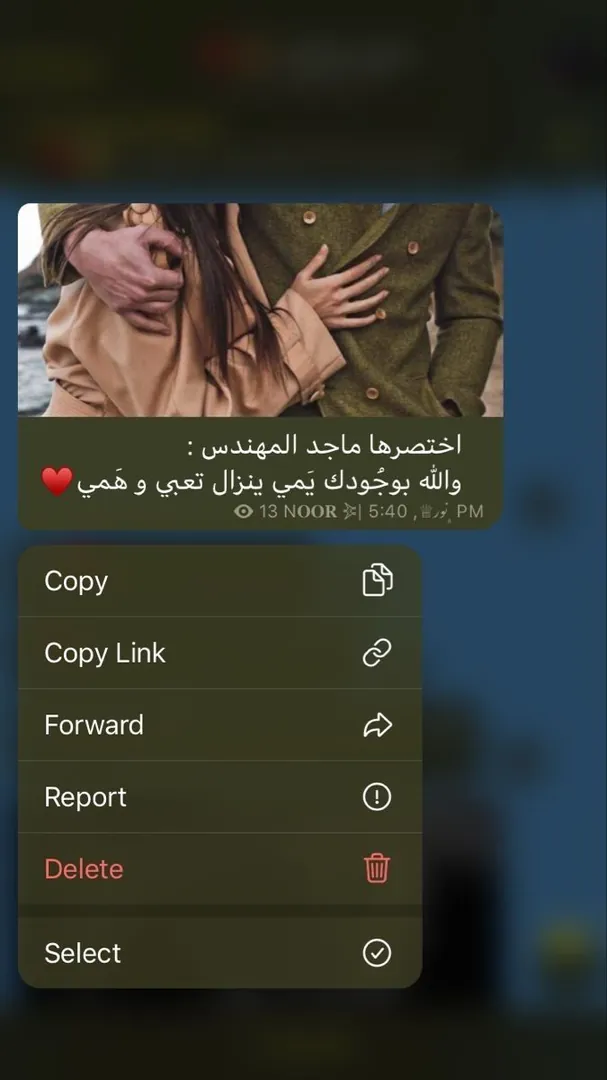 اختصرها ماجد المهندس :
والله بوجُودك يَمي ينزال تعبي و هَمي♥️
13 NOOR | نور, 5:40 PM
Copy
Copy Link
Forward
Report
Delete
Select